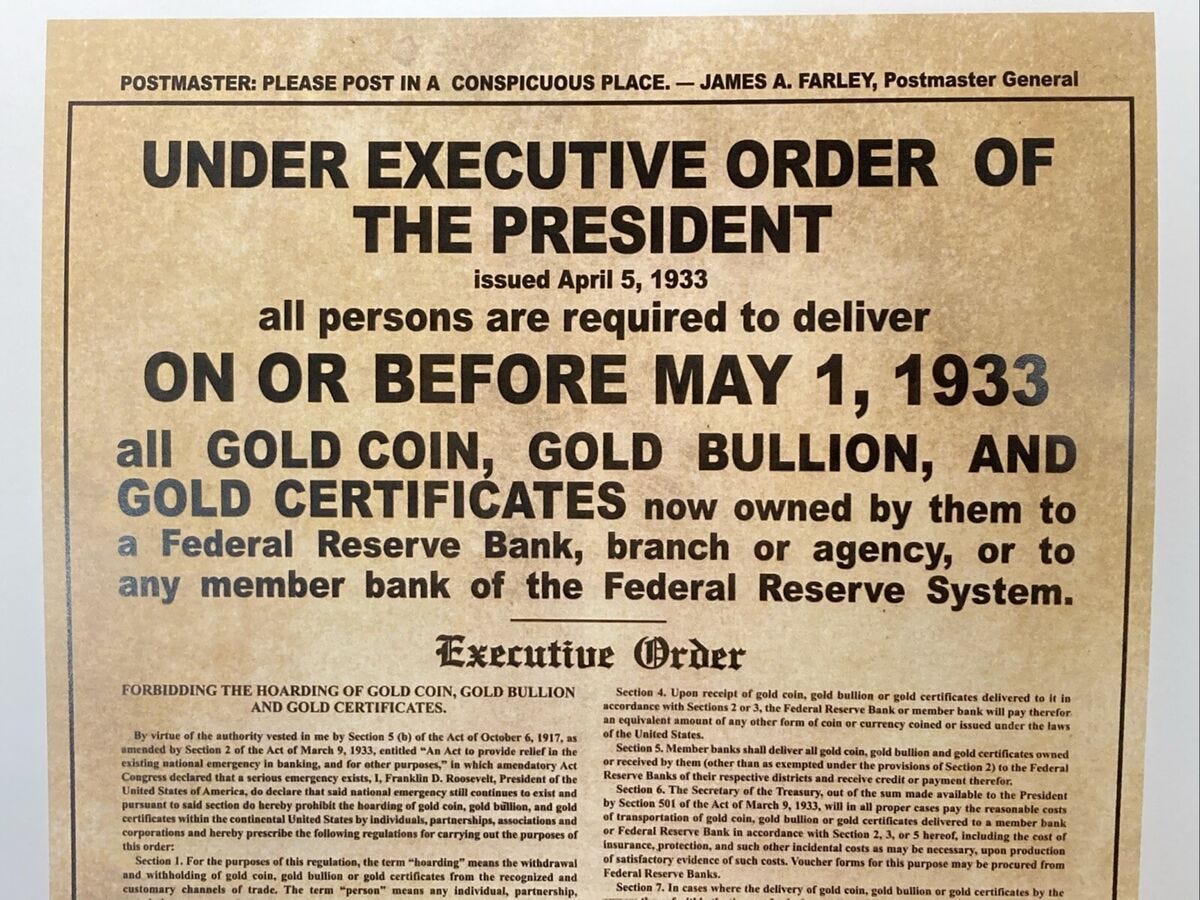 POSTMASTER: PLEASE POST IN A CONSPICUOUS PLACE. — JAMES A. FARLEY, Postmaster General
UNDER EXECUTIVE ORDER OF
THE PRESIDENT
issued April 5, 1933
all persons are required to deliver
ON OR BEFORE MAY 1, 1933
all GOLD COIN, GOLD BULLION, AND
GOLD CERTIFICATES now owned by them to
a Federal Reserve Bank, branch or agency, or to
any member bank of the Federal Reserve System.
Executive Order
FORBIDDING THE HOARDING OF GOLD COIN, GOLD BULLION
AND GOLD CERTIFICATES.
By virtue of the authority vested in me by Section 5 (b) of the Act of October 6, 1917, as
amended by Section 2 of the Act of March 9, 1933, entitled “An Act to provide relief in the
existing national emergency in banking, and for other purposes,” in which amendatory Act
Congress declared that a serious emergency exists, I, Franklin D. Roosevelt, President of the
United States of America, do declare that said national emergency still continues to exist and
pursuant to said section do hereby prohibit the hoarding of gold coin, gold bullion, and gold
certificates within the continental United States by individuals, partnerships, associations and
corporations and hereby prescribe the following regulations for carrying out the purposes of
this order:
Section 1. For the purposes of this regulation, the term “hoarding” means the withdrawal
and withholding of gold coin, gold bullion or gold certificates from the recognized and
customary channels of trade. The term “person” means any individual, partnership,
Section 4. Upon receipt of gold coin, gold bullion or gold certificates delivered to it in
accordance with Sections 2 or 3, the Federal Reserve Bank or member bank will pay therefor
an equivalent amount of any other form of coin or currency coined or issued under the laws
of the United States.
Section 5. Member banks shall deliver all gold coin, gold bullion and gold certificates owned
or received by them (other than as exempted under the provisions of Section 2) to the Federal
Reserve Banks of their respective districts and receive credit or payment therefor.
Section 6. The Secretary of the Treasury, out of the sum made available to the President
by Section 501 of the Act of March 9, 1933, will in all proper cases pay the reasonable costs
of transportation of gold coin, gold bullion or gold certificates delivered to a member bank
or Federal Reserve Bank in accordance with Section 2, 3, or 5 hereof, including the cost of
insurance, protection, and such other incidental costs as may be necessary, upon production
of satisfactory evidence of such costs. Voucher forms for this purpose may be procured from
Federal Reserve Banks.
Section 7. In cases where the delivery of gold coin, gold bullion or gold certificates by the